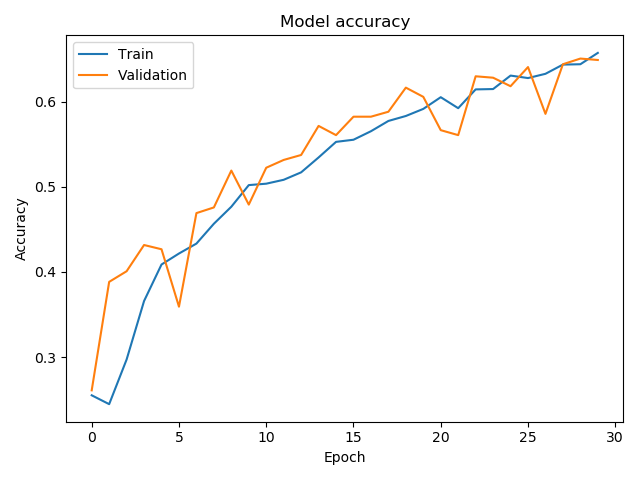 Model accuracy
Train
Validation
0.6
0.5
0.4
0.3
Accuracy
0 5 10 15 20 25 30
Epoch